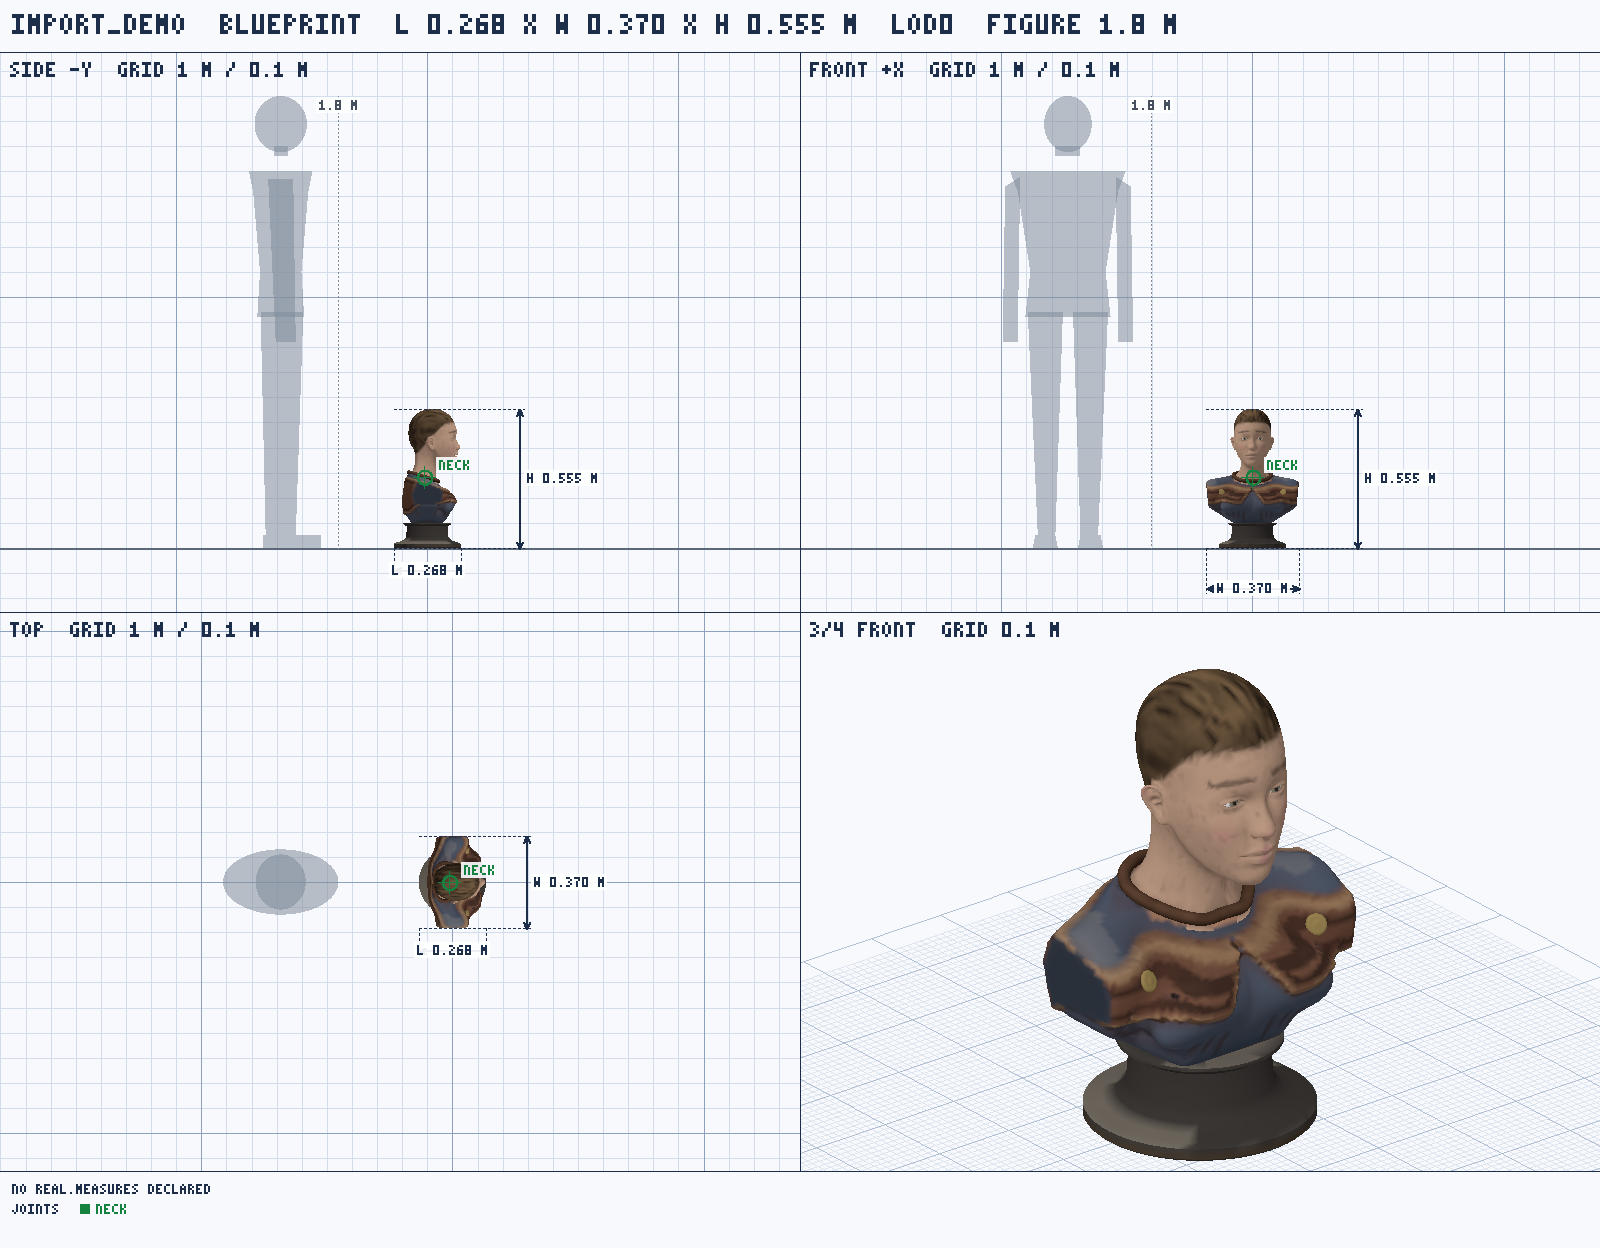 IMPORT_DEMO BLUEPRINT L 0.268 X W 0.370 X H 0.555 M LOD0 FIGURE 1.8 M
SIDE -Y GRID 1 M / 0.1 M
1.8 M
NECK
H 0.555 M
L 0.268 M
FRONT +X GRID 1 M / 0.1 M
1.8 M
NECK
H 0.555 M
W 0.370 M
TOP GRID 1 M / 0.1 M
NECK
W 0.370 M
L 0.268 M
3/4 FRONT GRID 0.1 M
NO REAL.MEASURES DECLARED
JOINTS NECK